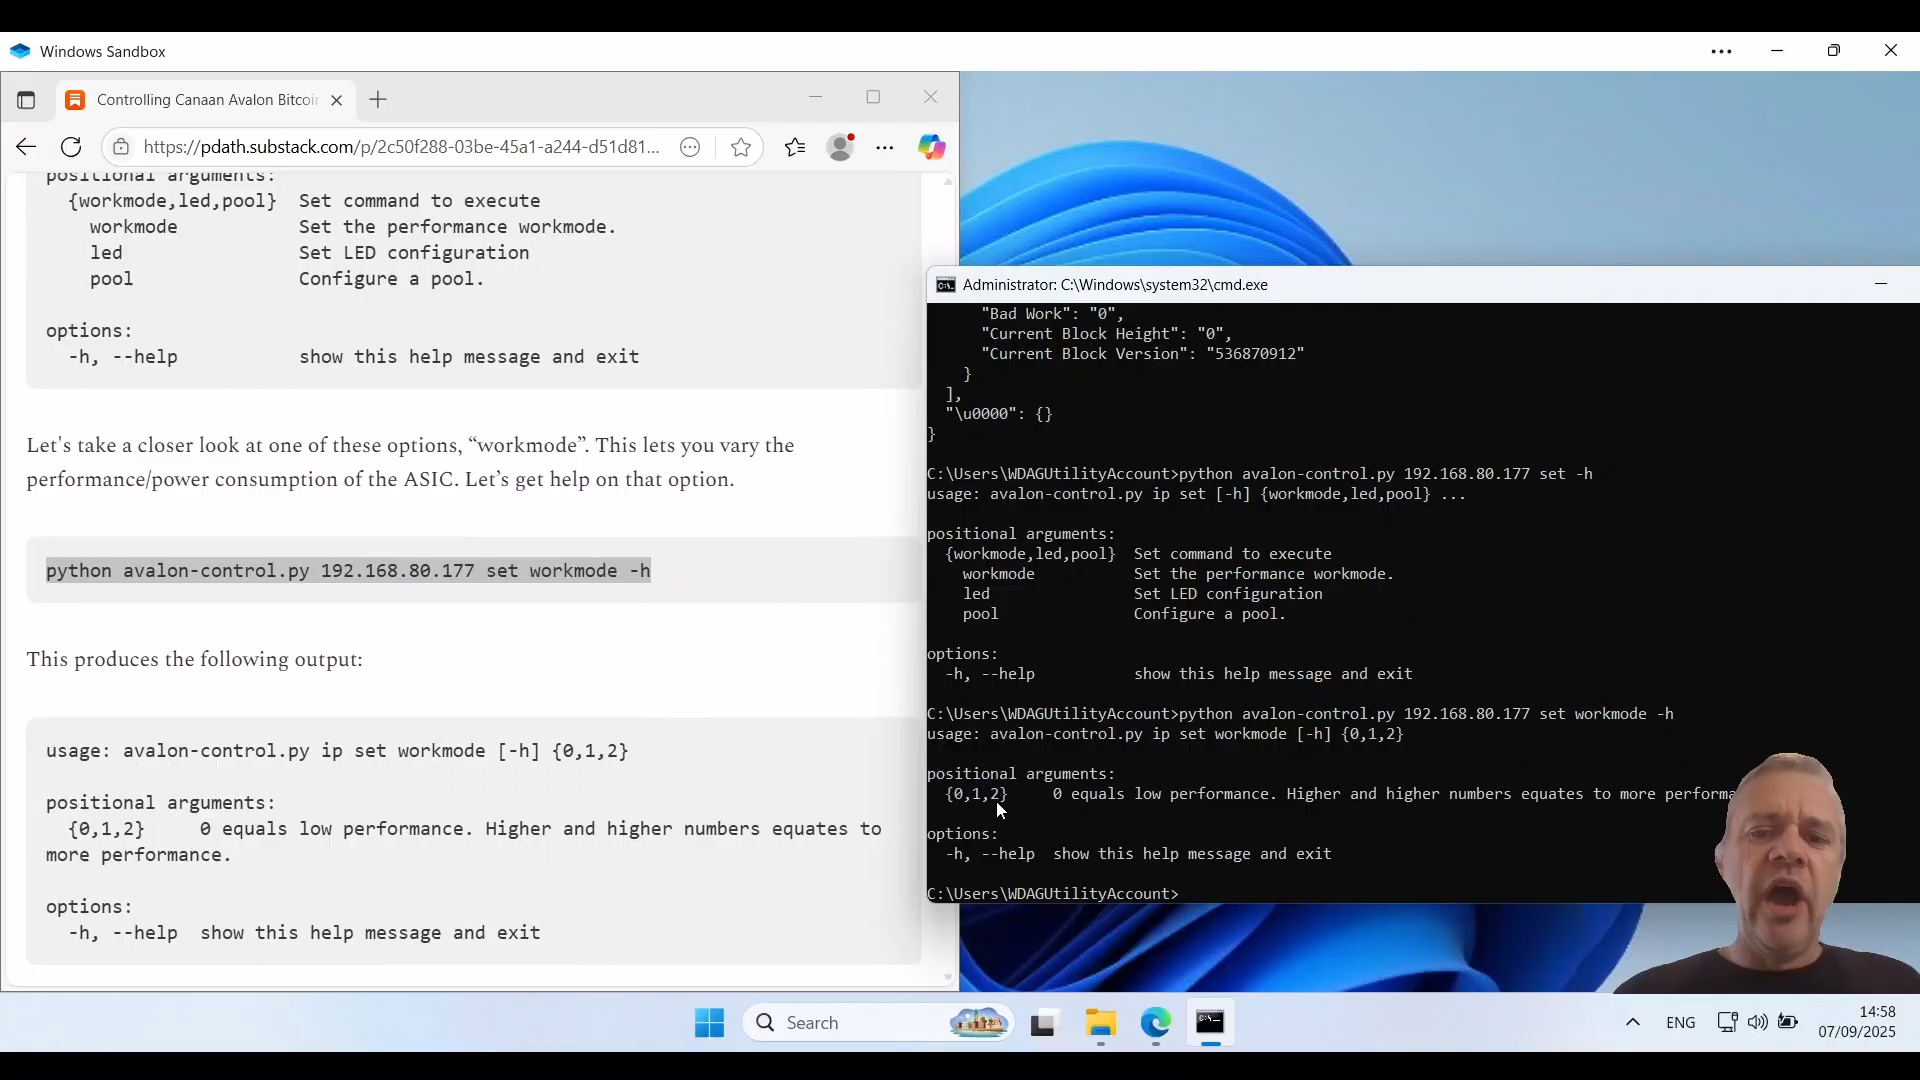 Windows Sandbox
Controlling Canaan Avalon Bitcoi
https://pdath.substack.com/p/2c50f288-03be-45a1-a244-d51d81...
positional arguments:
{workmode,led,pool}  Set command to execute
workmode  Set the performance workmode.
led  Set LED configuration
pool  Configure a pool.
options:
-h, --help  show this help message and exit
Let's take a closer look at one of these options, “workmode”. This lets you vary the
performance/power consumption of the ASIC. Let’s get help on that option.
python avalon-control.py 192.168.80.177 set workmode -h
This produces the following output:
usage: avalon-control.py ip set workmode [-h] {0,1,2}
positional arguments:
{0,1,2}  0 equals low performance. Higher and higher numbers equates to
more performance.
options:
-h, --help  show this help message and exit
Administrator: C:\Windows\system32\cmd.exe
"Bad Work": "0",
"Current Block Height": "0",
"Current Block Version": "536870912"
}
],
"\u0000": {}
}
C:\Users\WDAGUtilityAccount>python avalon-control.py 192.168.80.177 set -h
usage: avalon-control.py ip set [-h] {workmode,led,pool} ...
positional arguments:
{workmode,led,pool}  Set command to execute
workmode  Set the performance workmode.
led  Set LED configuration
pool  Configure a pool.
options:
-h, --help  show this help message and exit
C:\Users\WDAGUtilityAccount>python avalon-control.py 192.168.80.177 set workmode -h
usage: avalon-control.py ip set workmode [-h] {0,1,2}
positional arguments:
{0,1,2}  0 equals low performance. Higher and higher numbers equates to more performa
options:
-h, --help  show this help message and exit
C:\Users\WDAGUtilityAccount>
Search
ENG
14:58
07/09/2025